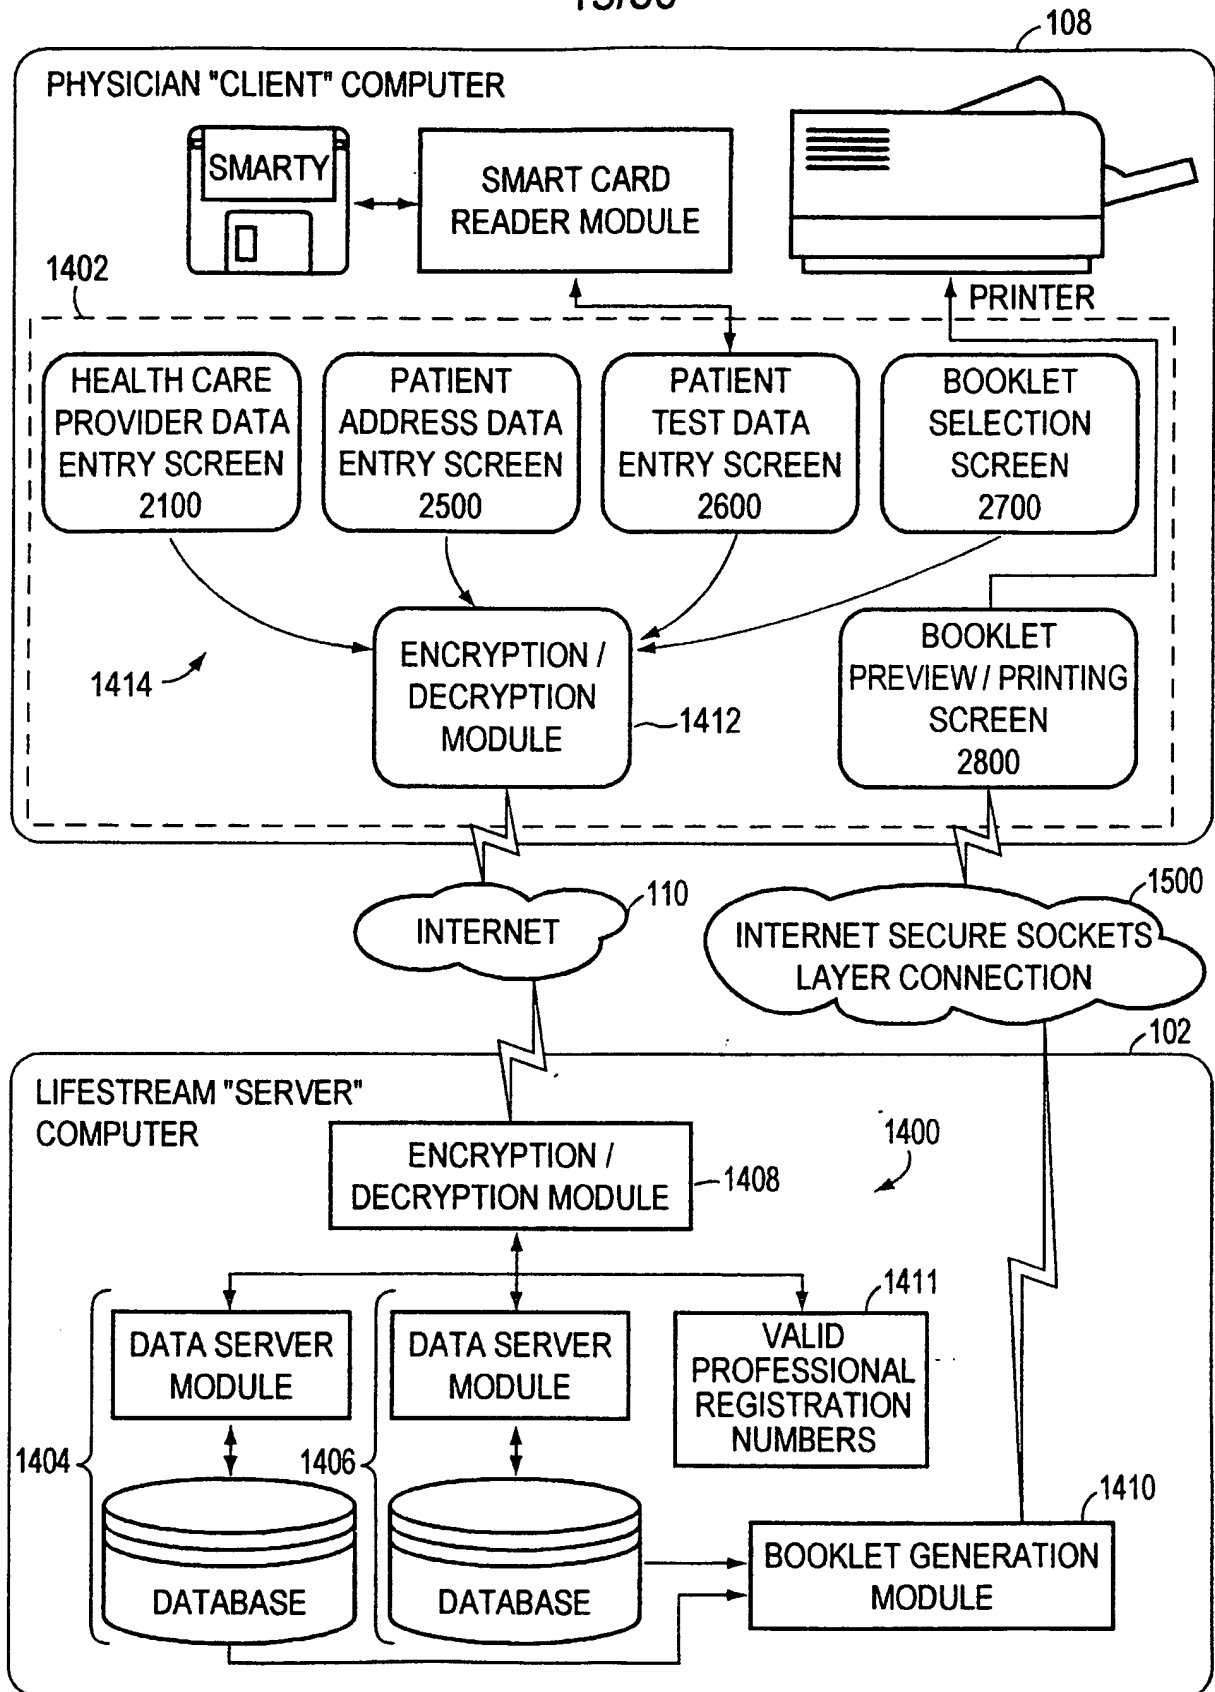 108
PHYSICIAN "CLIENT" COMPUTER
SMARTY
SMART CARD
READER MODULE
PRINTER
1402
HEALTH CARE
PROVIDER DATA
ENTRY SCREEN
2100
PATIENT
ADDRESS DATA
ENTRY SCREEN
2500
PATIENT
TEST DATA
ENTRY SCREEN
2600
BOOKLET
SELECTION
SCREEN
2700
1414
ENCRYPTION /
DECRYPTION
MODULE
1412
BOOKLET
PREVIEW / PRINTING
SCREEN
2800
INTERNET
110
INTERNET SECURE SOCKETS
LAYER CONNECTION
1500
102
LIFESTREAM "SERVER"
COMPUTER
ENCRYPTION /
DECRYPTION MODULE
1408
1400
1404
DATA SERVER
MODULE
DATABASE
1406
DATA SERVER
MODULE
DATABASE
1411
VALID
PROFESSIONAL
REGISTRATION
NUMBERS
1410
BOOKLET GENERATION
MODULE